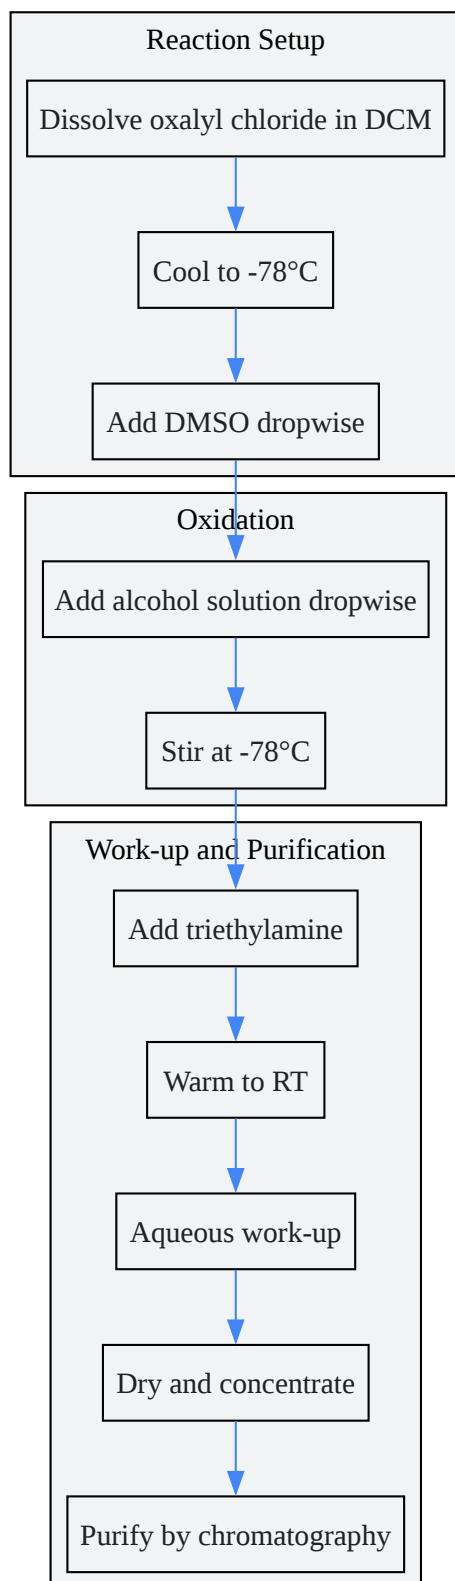 Reaction Setup
Dissolve oxalyl chloride in DCM
Cool to -78°C
Add DMSO dropwise
Oxidation
Add alcohol solution dropwise
Stir at -78°C
Work-up and Purification
Add triethylamine
Warm to RT
Aqueous work-up
Dry and concentrate
Purify by chromatography